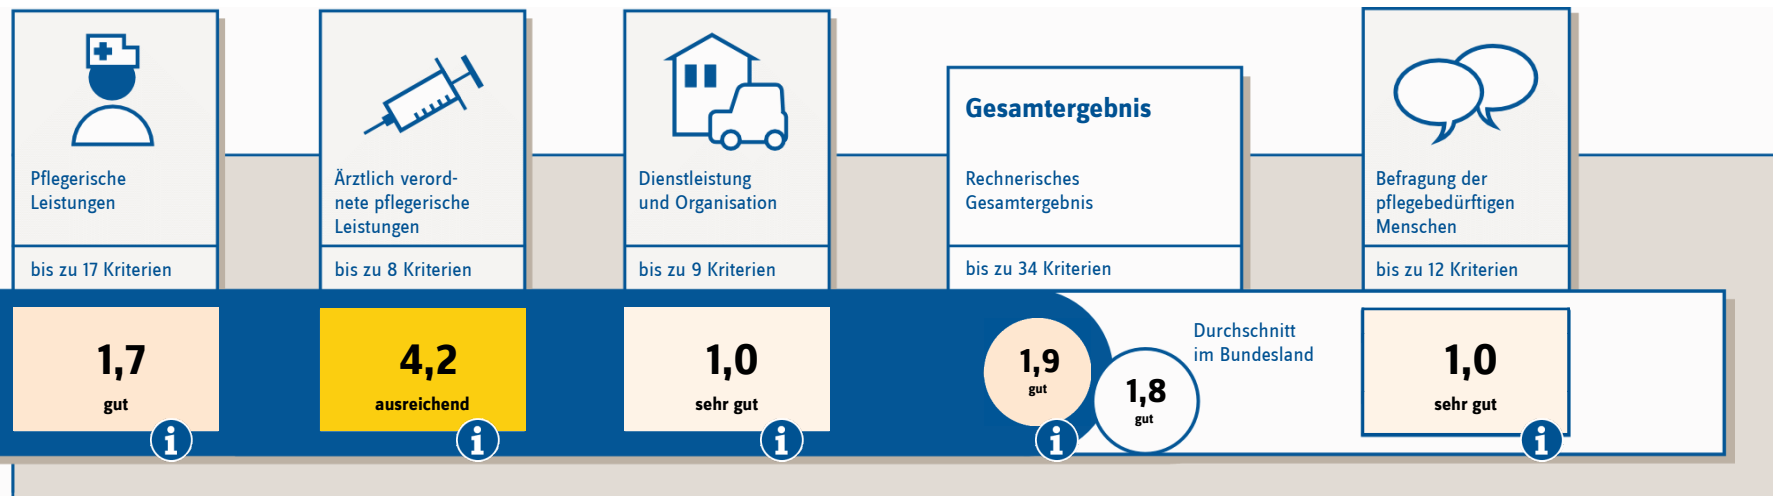 Pflegerische
Leistungen
bis zu 17 Kriterien
1,7
gut
i
Ärztlich verord-
nete pflegerische
Leistungen
bis zu 8 Kriterien
4,2
ausreichend
i
Dienstleistung
und Organisation
bis zu 9 Kriterien
1,0
sehr gut
i
Gesamtergebnis
Rechnerisches
Gesamtergebnis
bis zu 34 Kriterien
1,9
gut
i
Durchschnitt
im Bundesland
1,8
gut
Befragung der
pflegebedürftigen
Menschen
bis zu 12 Kriterien
1,0
sehr gut
i